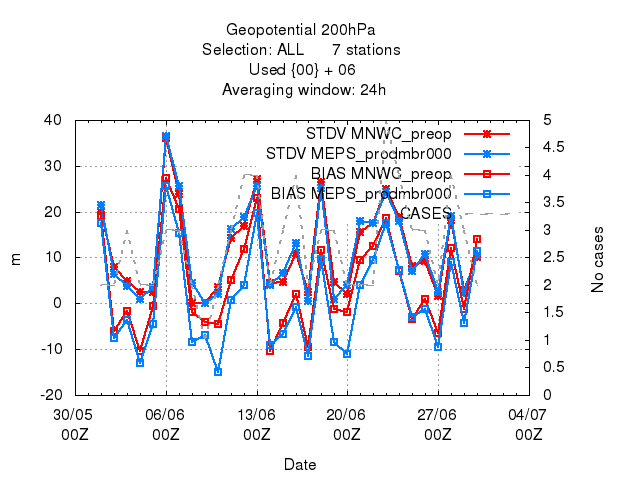 Geopotential 200hPa
Selection: ALL 7 stations
Used {00} + 06
Averaging window: 24h
STDV MNWC_preop
STDV MEPS_prodmbr000
BIAS MNWC_preop
BIAS MEPS_prodmbr000
CASES
40
30
20
10
0
-10
-20
m
5
4.5
4
3.5
3
2.5
2
1.5
1
0.5
0
No cases
30/05 06/06 13/06 20/06 27/06 04/07
00Z 00Z 00Z 00Z 00Z 00Z
Date